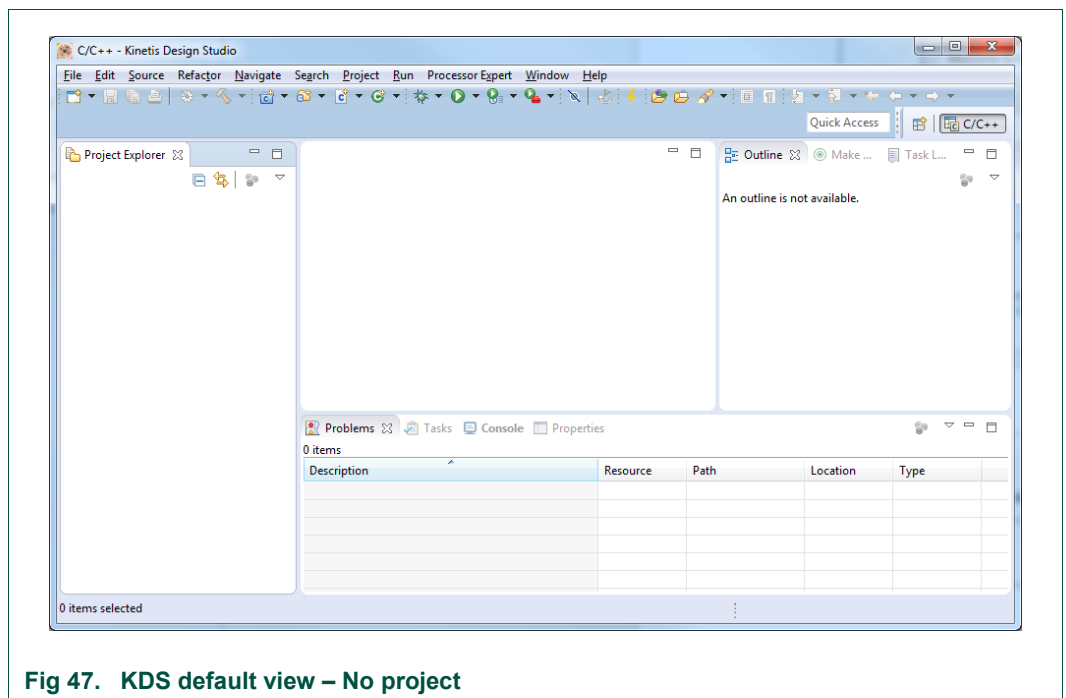 C/C++ - Kinetis Design Studio
File Edit Source Refactor Navigate Search Project Run Processor Expert Window Help
Quick Access
C/C++
Project Explorer
Outline Make ... Task L...
An outline is not available.
Problems Tasks Console Properties
0 items
Description Resource Path Location Type
0 items selected
Fig 47. KDS default view – No project